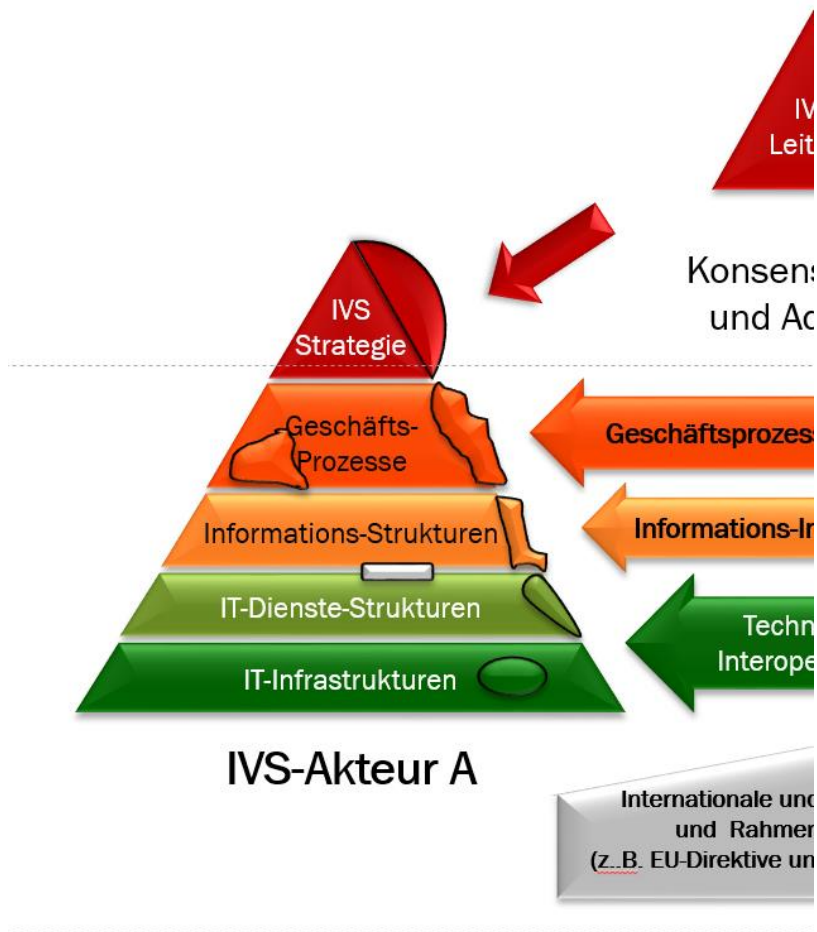 IV
Leit
Konsens
und Ad
IVS
Strategie
Geschäfts-
Prozesse
Geschäftsprozess
Informations-Strukturen
Informations-In
IT-Dienste-Strukturen
Techn
Interope
IT-Infrastrukturen
IVS-Akteur A
Internationale und
und Rahmen
(z..B. EU-Direktive un